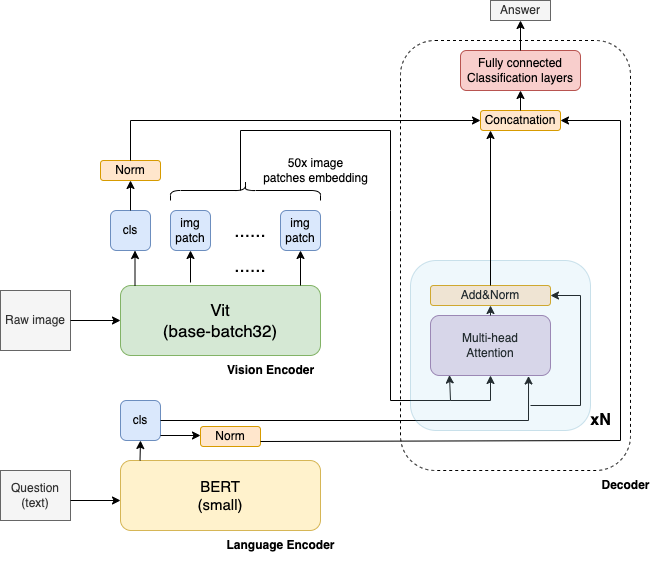 Answer
Fully connected
Classification layers
Concatnation
Norm
50x image
patches embedding
cls
img
patch
......
img
patch
......
Raw image
Vit
(base-batch32)
Vision Encoder
Add&Norm
Multi-head
Attention
xN
cls
Norm
Question
(text)
BERT
(small)
Language Encoder
Decoder